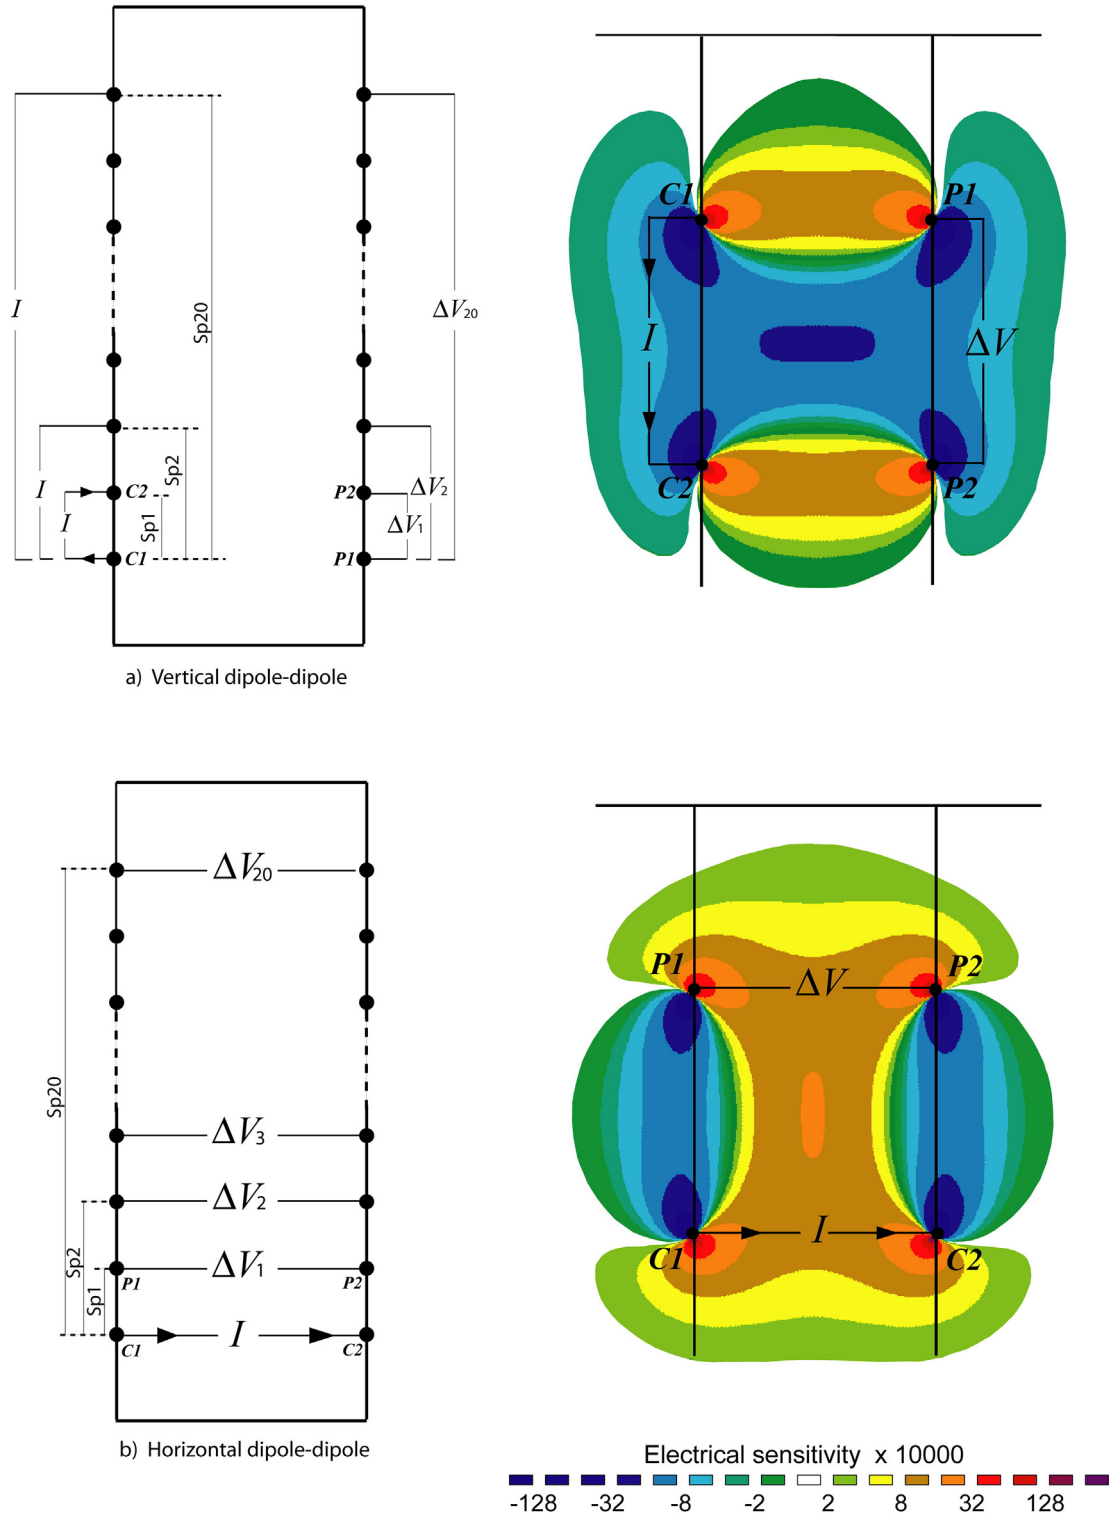 C1 P1
I Sp20 ΔV20
I ΔV
Sp2
I C2 P2 ΔV2
I Sp1 ΔV1
C1 P1
C2 P2
a) Vertical dipole-dipole
ΔV20
P1 ΔV P2
Sp20
ΔV3
ΔV2
Sp2
ΔV1
P1 P2
Sp1
I
C1 C2
C1 I C2
b) Horizontal dipole-dipole
Electrical sensitivity x 10000
-128 -32 -8 -2 2 8 32 128